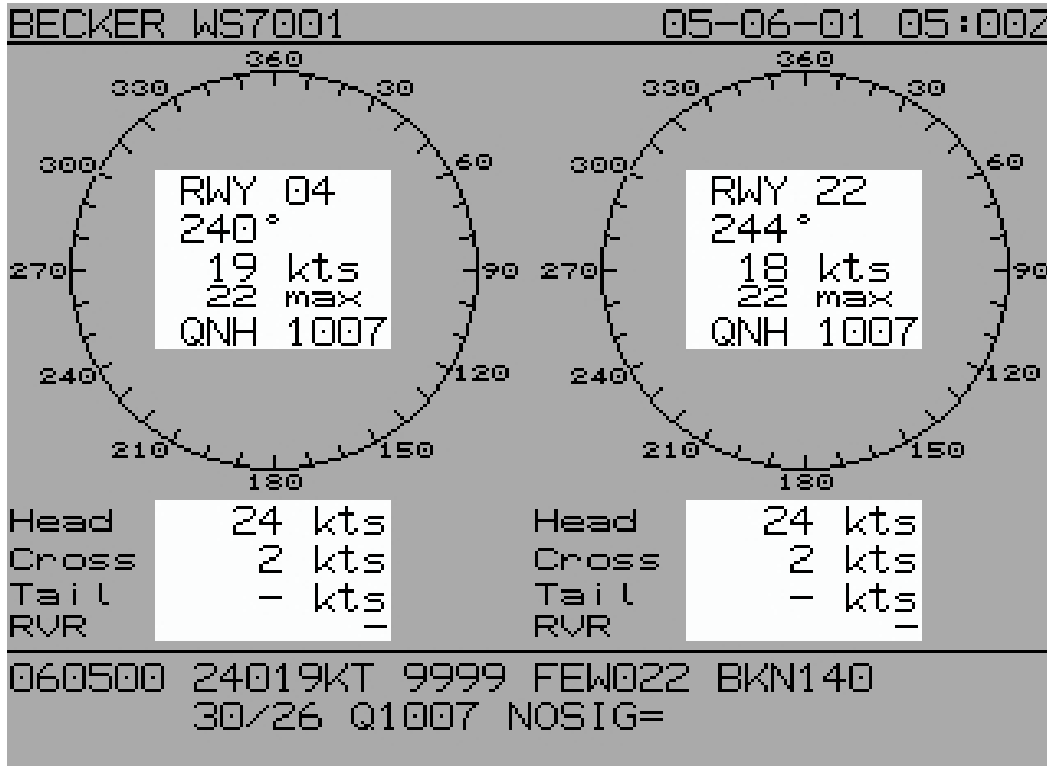 BECKER WS7001 05-06-01 05:00Z
360 360
330 30 330 30
300 60 300 60
RWY 04 RWY 22
240° 244°
19 kts 18 kts
270 90 270 90
22 max 22 max
QNH 1007 QNH 1007
240 120 240 120
210 150 210 150
180 180
Head 24 kts Head 24 kts
Cross 2 kts Cross 2 kts
Tail – kts Tail – kts
RVR – RVR –
060500 24019KT 9999 FEW022 BKN140
30/26 Q1007 NOSIG=